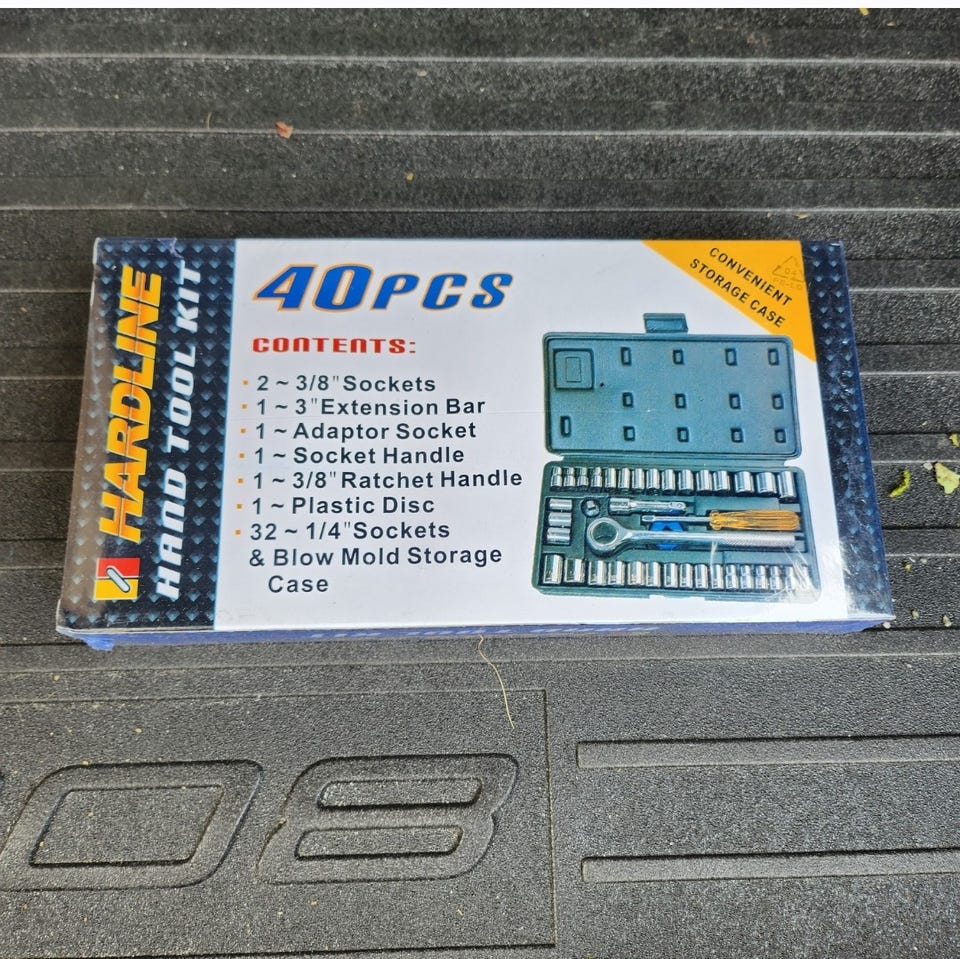 HARDLINE
HAND TOOL KIT
40PCS
CONVENIENT
STORAGE CASE
CONTENTS:
· 2 ~ 3/8" Sockets
· 1 ~ 3" Extension Bar
· 1 ~ Adaptor Socket
· 1 ~ Socket Handle
· 1 ~ 3/8" Ratchet Handle
· 1 ~ Plastic Disc
· 32 ~ 1/4" Sockets
& Blow Mold Storage
Case
04
08